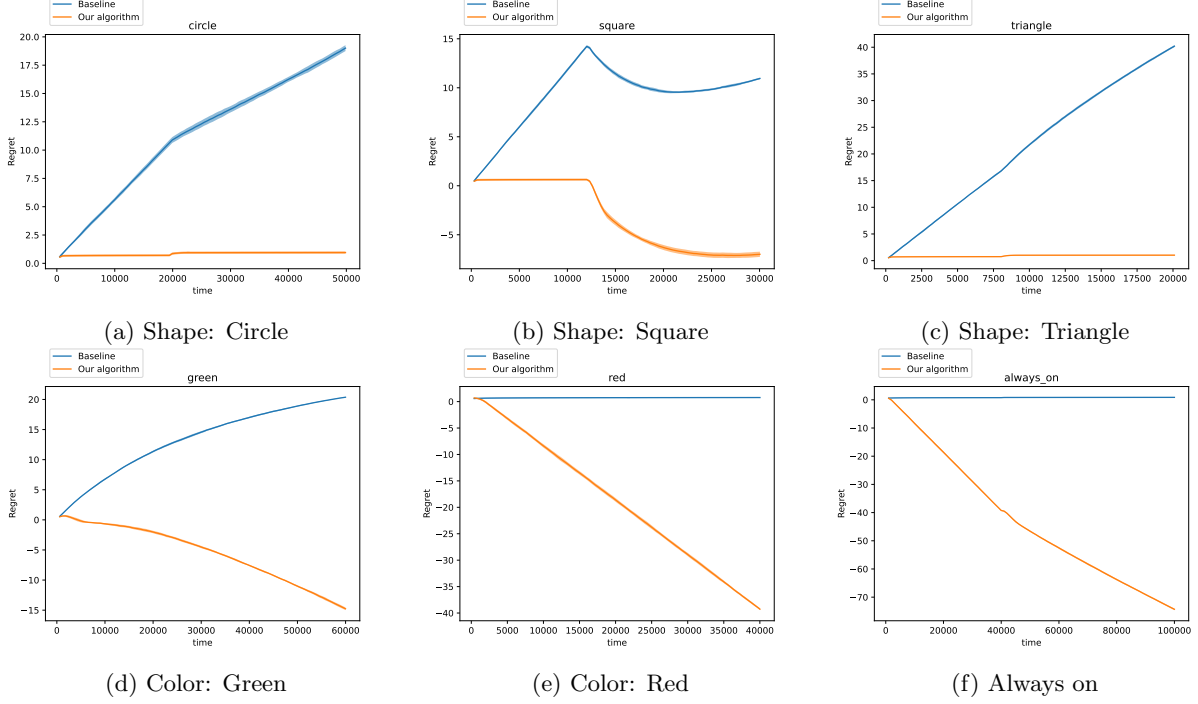 Baseline
Our algorithm
circle
20.0
17.5
15.0
12.5
10.0
7.5
5.0
2.5
0.0
Regret
0 10000 20000 30000 40000 50000
time
(a) Shape: Circle
Baseline
Our algorithm
square
15
10
5
0
−5
Regret
0 5000 10000 15000 20000 25000 30000
time
(b) Shape: Square
Baseline
Our algorithm
triangle
40
35
30
25
20
15
10
5
0
Regret
0 2500 5000 7500 10000 12500 15000 17500 20000
time
(c) Shape: Triangle
Baseline
Our algorithm
green
20
15
10
5
0
−5
−10
−15
Regret
0 10000 20000 30000 40000 50000 60000
time
(d) Color: Green
Baseline
Our algorithm
red
0
−5
−10
−15
−20
−25
−30
−35
−40
Regret
0 5000 10000 15000 20000 25000 30000 35000 40000
time
(e) Color: Red
Baseline
Our algorithm
always_on
0
−10
−20
−30
−40
−50
−60
−70
Regret
0 20000 40000 60000 80000 100000
time
(f) Always on